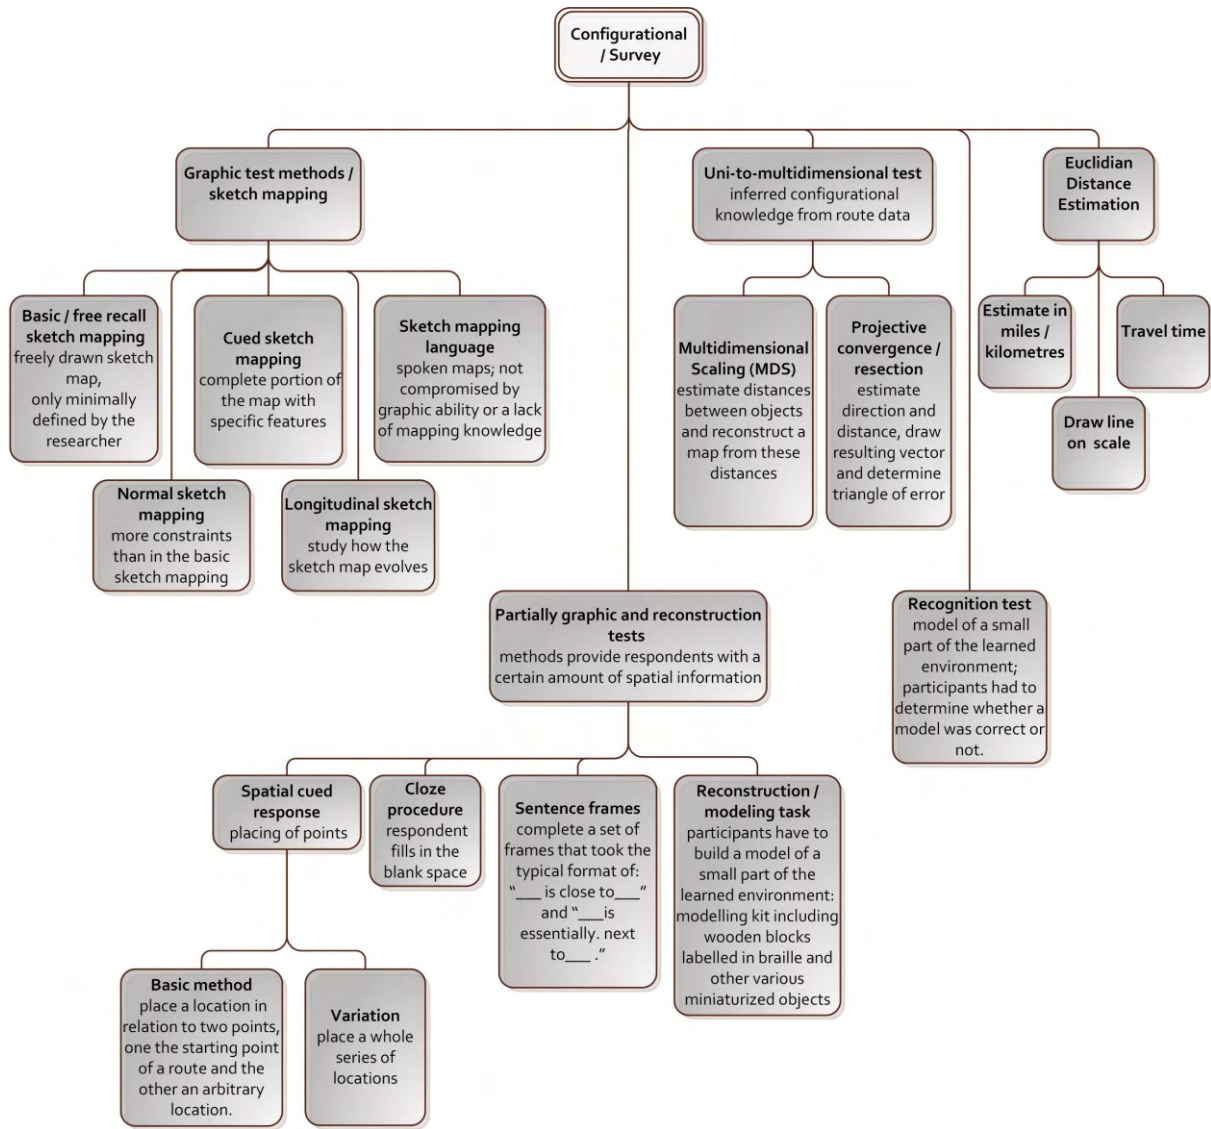 Configurational
/ Survey
Graphic test methods /
sketch mapping
Uni-to-multidimensional test
inferred configurational
knowledge from route data
Euclidian
Distance
Estimation
Basic / free recall
sketch mapping
freely drawn sketch
map,
only minimally
defined by the
researcher
Cued sketch
mapping
complete portion of
the map with
specific features
Sketch mapping
language
spoken maps; not
compromised by
graphic ability or a lack
of mapping knowledge
Multidimensional
Scaling (MDS)
estimate distances
between objects
and reconstruct a
map from these
distances
Projective
convergence /
resection
estimate
direction and
distance, draw
resulting vector
and determine
triangle of error
Estimate in
miles /
kilometres
Travel time
Draw line
on scale
Normal sketch
mapping
more constraints
than in the basic
sketch mapping
Longitudinal sketch
mapping
study how the
sketch map evolves
Partially graphic and reconstruction
tests
methods provide respondents with a
certain amount of spatial information
Recognition test
model of a small
part of the learned
environment;
participants had to
determine whether a
model was correct or
not.
Spatial cued
response
placing of points
Cloze
procedure
respondent
fills in the
blank space
Sentence frames
complete a set of
frames that took the
typical format of:
“___ is close to___”
and “___is
essentially. next
to___ .”
Reconstruction /
modeling task
participants have to
build a model of a
small part of the
learned environment:
modelling kit including
wooden blocks
labelled in braille and
other various
miniaturized objects
Basic method
place a location in
relation to two points,
one the starting point
of a route and the
other an arbitrary
location.
Variation
place a whole
series of
locations